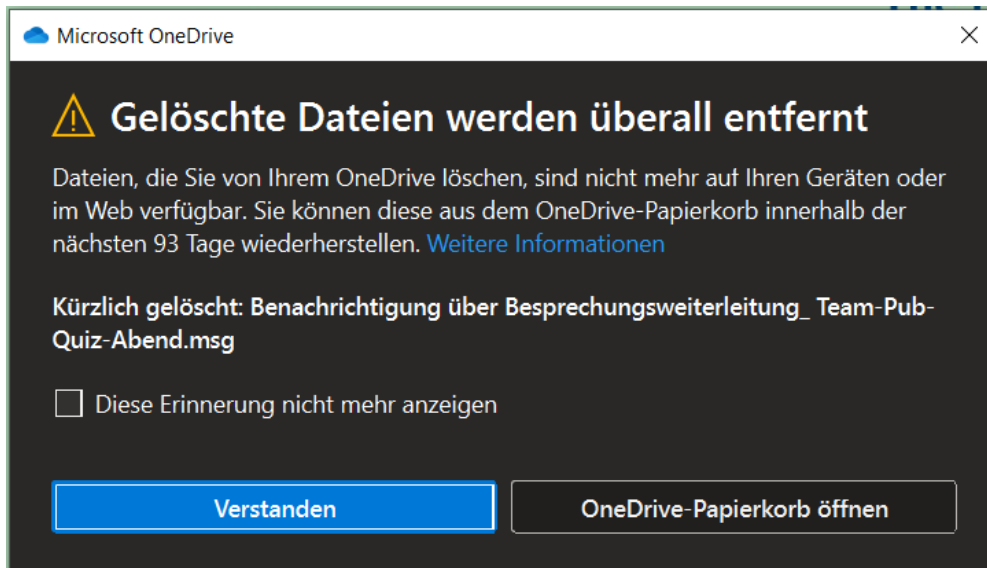 Microsoft OneDrive
Gelöschte Dateien werden überall entfernt
Dateien, die Sie von Ihrem OneDrive löschen, sind nicht mehr auf Ihren Geräten oder
im Web verfügbar. Sie können diese aus dem OneDrive-Papierkorb innerhalb der
nächsten 93 Tage wiederherstellen. Weitere Informationen
Kürzlich gelöscht: Benachrichtigung über Besprechungsweiterleitung_ Team-Pub-
Quiz-Abend.msg
Diese Erinnerung nicht mehr anzeigen
Verstanden
OneDrive-Papierkorb öffnen